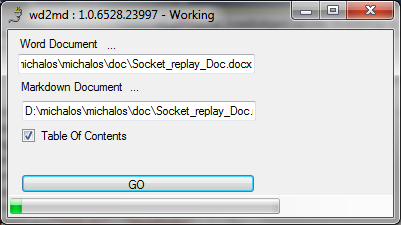 wd2md : 1.0.6528.23997 - Working
Word Document ...
michalos\michalos\doc\Socket_replay_Doc.docx
Markdown Document ...
D:\michalos\michalos\doc\Socket_replay_Doc.
Table Of Contents
GO